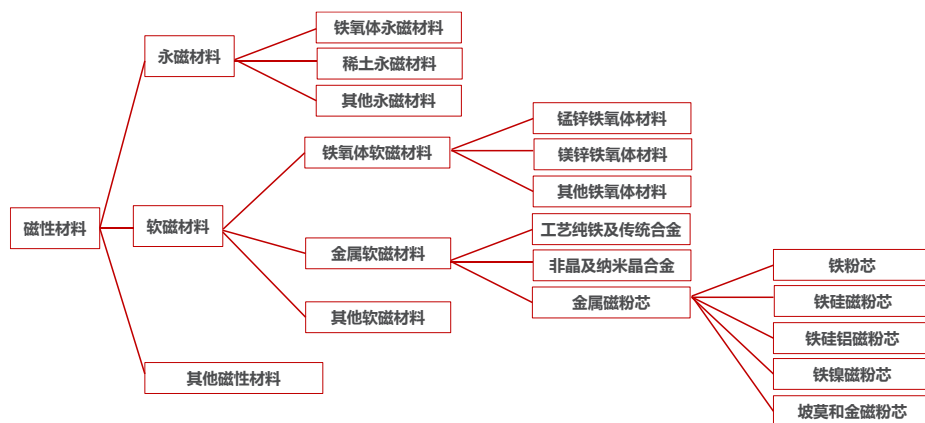 磁性材料
永磁材料
铁氧体永磁材料
稀土永磁材料
其他永磁材料
软磁材料
铁氧体软磁材料
锰锌铁氧体材料
镁锌铁氧体材料
其他铁氧体材料
金属软磁材料
工艺纯铁及传统合金
非晶及纳米晶合金
金属磁粉芯
铁粉芯
铁硅磁粉芯
铁硅铝磁粉芯
铁镍磁粉芯
坡莫和金磁粉芯
其他软磁材料
其他磁性材料